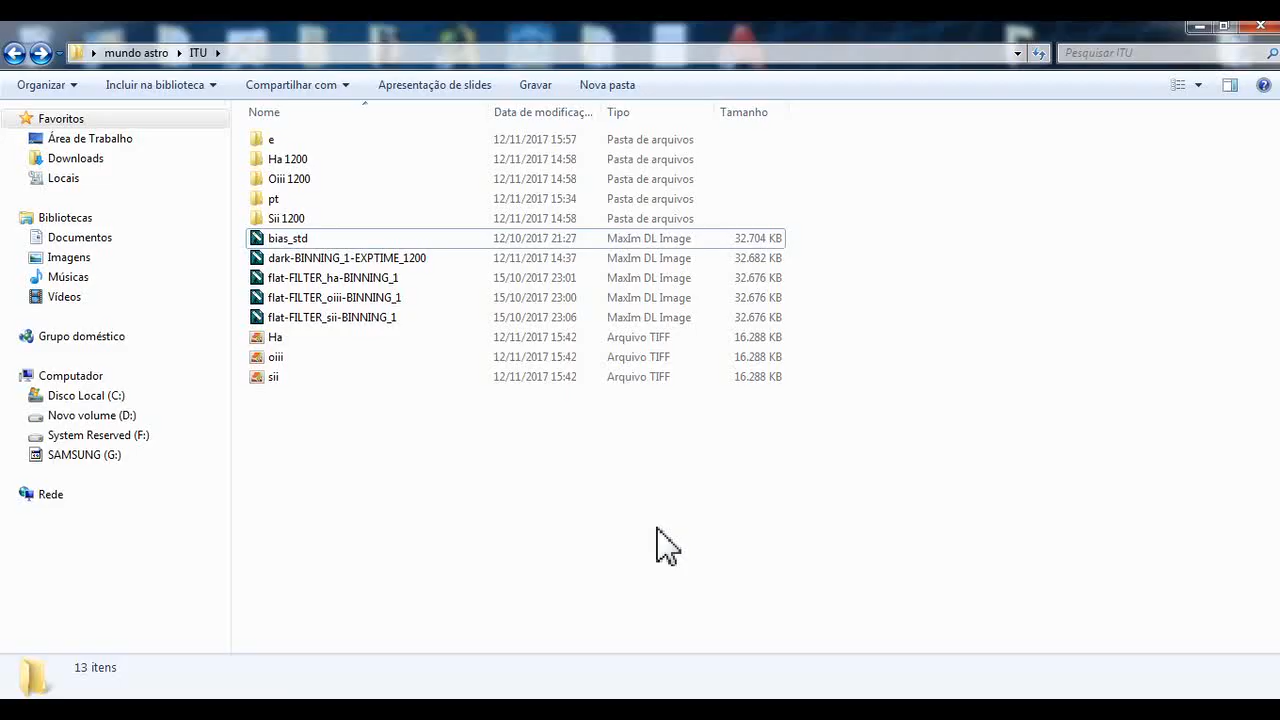 mundo astro ITU Pesquisar ITU
Organizar Incluir na biblioteca Compartilhar com Apresentação de slides Gravar Nova pasta
Nome Data de modificaç... Tipo Tamanho
Favoritos
Área de Trabalho
Downloads
Locais
Bibliotecas
Documentos
Imagens
Músicas
Vídeos
Grupo doméstico
Computador
Disco Local (C:)
Novo volume (D:)
System Reserved (F:)
SAMSUNG (G:)
Rede
e 12/11/2017 15:57 Pasta de arquivos
Ha 1200 12/11/2017 14:58 Pasta de arquivos
Oiii 1200 12/11/2017 14:58 Pasta de arquivos
pt 12/11/2017 15:34 Pasta de arquivos
Sii 1200 12/11/2017 14:58 Pasta de arquivos
bias_std 12/10/2017 21:27 MaxIm DL Image 32.704 KB
dark-BINNING_1-EXPTIME_1200 12/11/2017 14:37 MaxIm DL Image 32.682 KB
flat-FILTER_ha-BINNING_1 15/10/2017 23:01 MaxIm DL Image 32.676 KB
flat-FILTER_oiii-BINNING_1 15/10/2017 23:00 MaxIm DL Image 32.676 KB
flat-FILTER_sii-BINNING_1 15/10/2017 23:06 MaxIm DL Image 32.676 KB
Ha 12/11/2017 15:42 Arquivo TIFF 16.288 KB
oiii 12/11/2017 15:42 Arquivo TIFF 16.288 KB
sii 12/11/2017 15:42 Arquivo TIFF 16.288 KB
13 itens